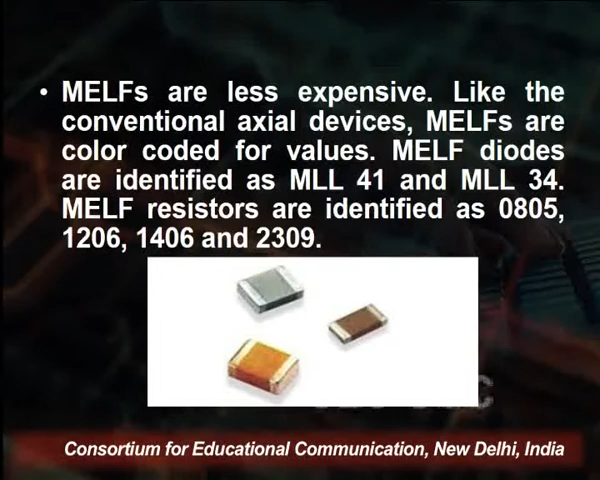 • MELFs are less expensive. Like the
conventional axial devices, MELFs are
color coded for values. MELF diodes
are identified as MLL 41 and MLL 34.
MELF resistors are identified as 0805,
1206, 1406 and 2309.
Consortium for Educational Communication, New Delhi, India